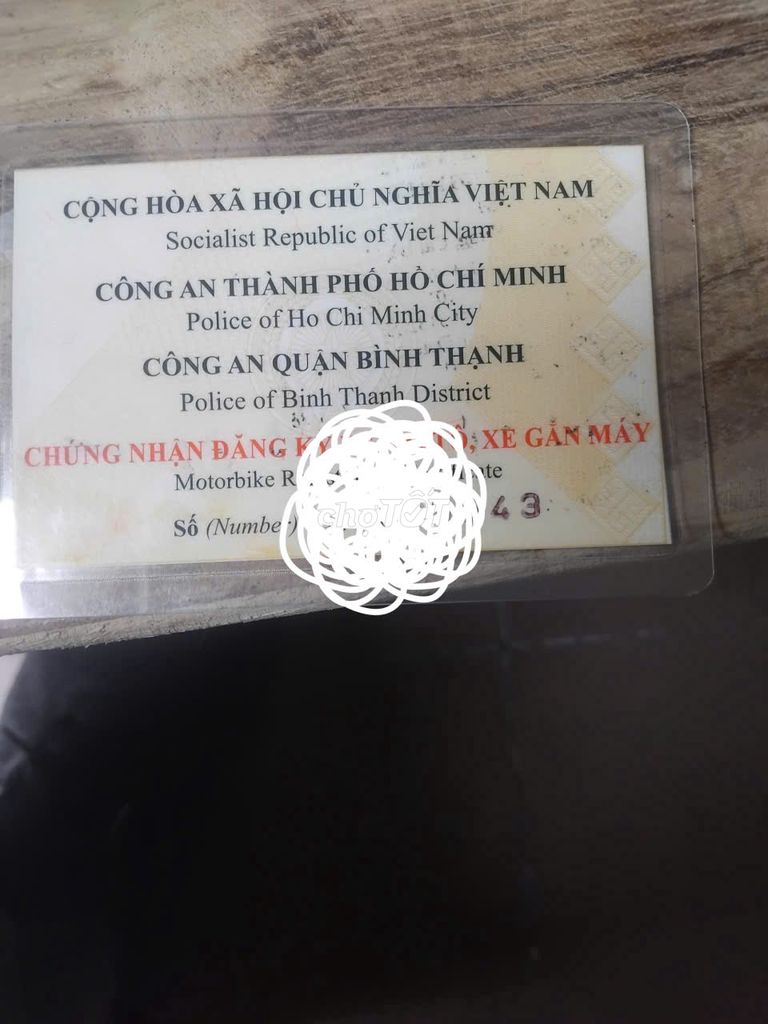 CỘNG HÒA XÃ HỘI CHỦ NGHĨA VIỆT NAM
Socialist Republic of Viet Nam
CÔNG AN THÀNH PHỐ HỒ CHÍ MINH
Police of Ho Chi Minh City
CÔNG AN QUẬN BÌNH THẠNH
Police of Binh Thanh District
CHỨNG NHẬN ĐĂNG XE GẮN MÁY
Motorbike
Số (Number) 43
choTỐT